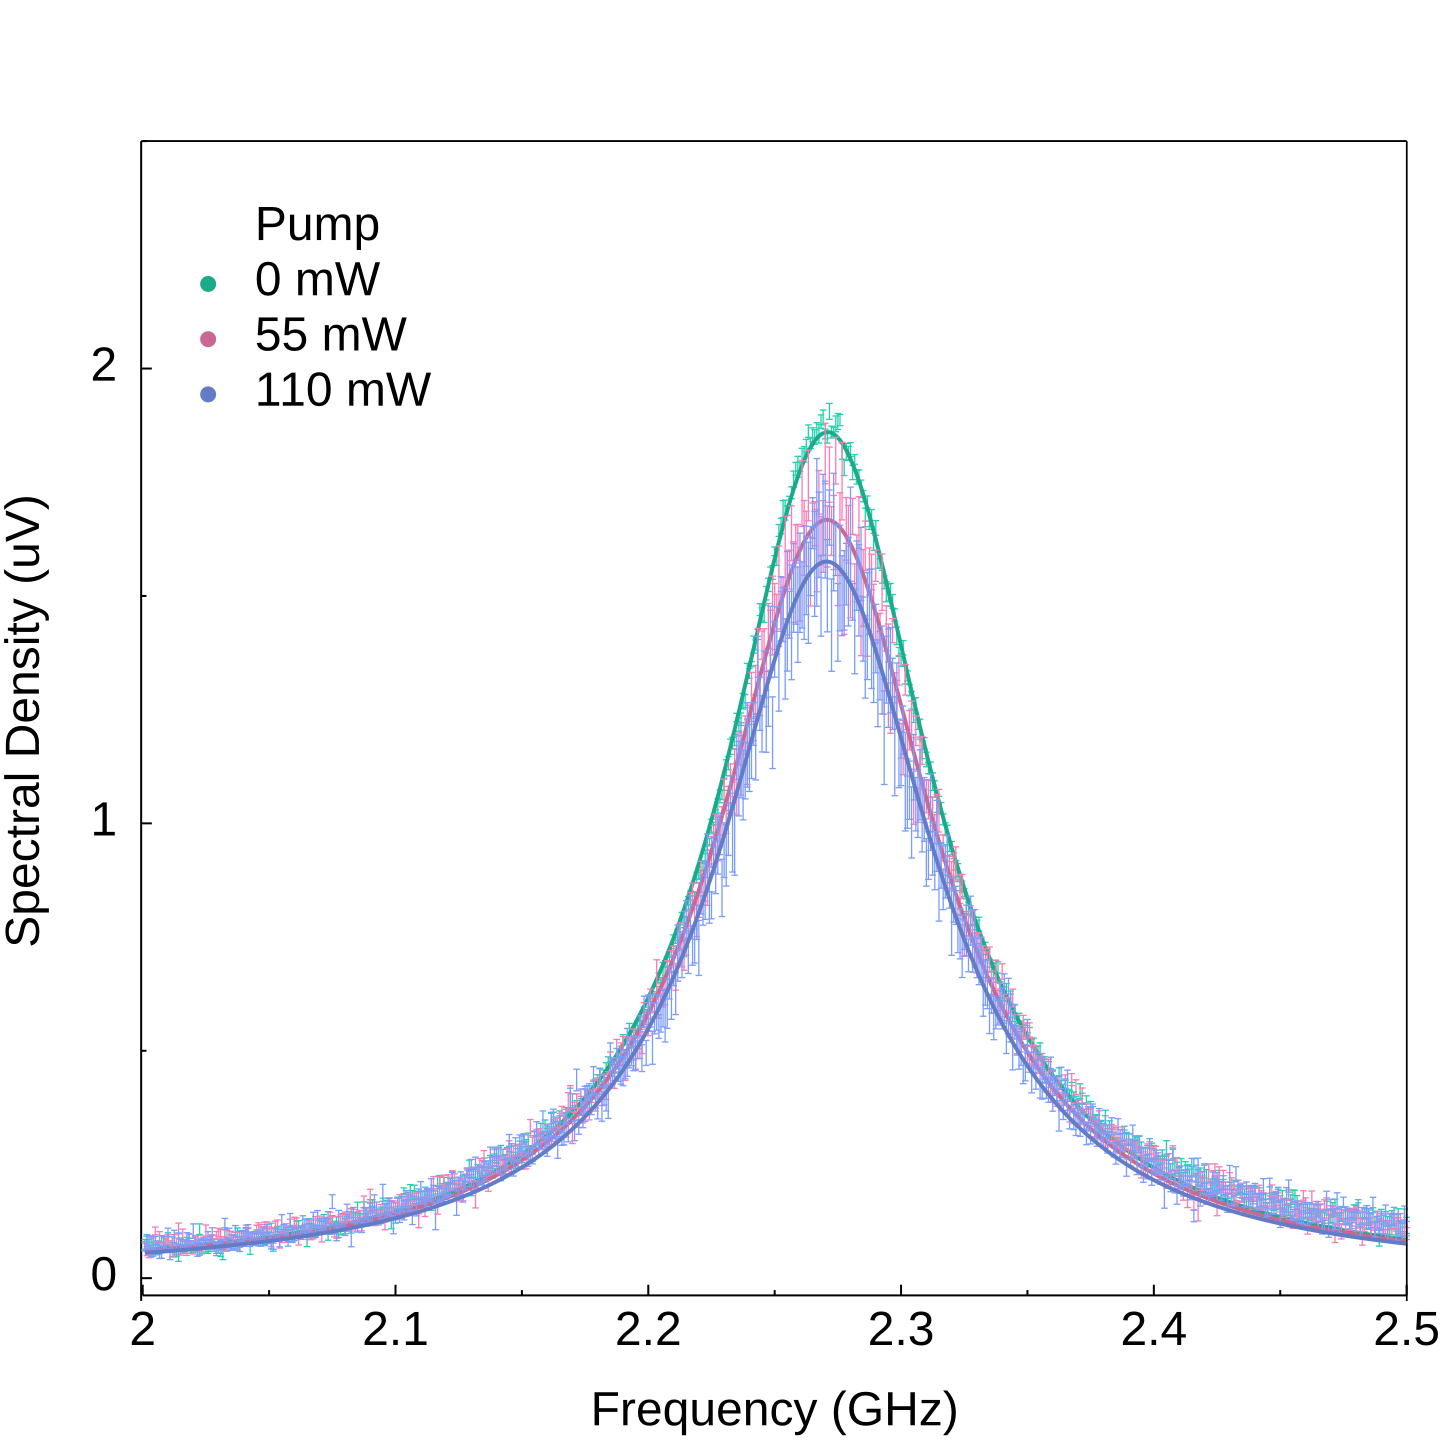 Pump
0 mW
55 mW
110 mW
2
1
0
Spectral Density (uV)
2 2.1 2.2 2.3 2.4 2.5
Frequency (GHz)